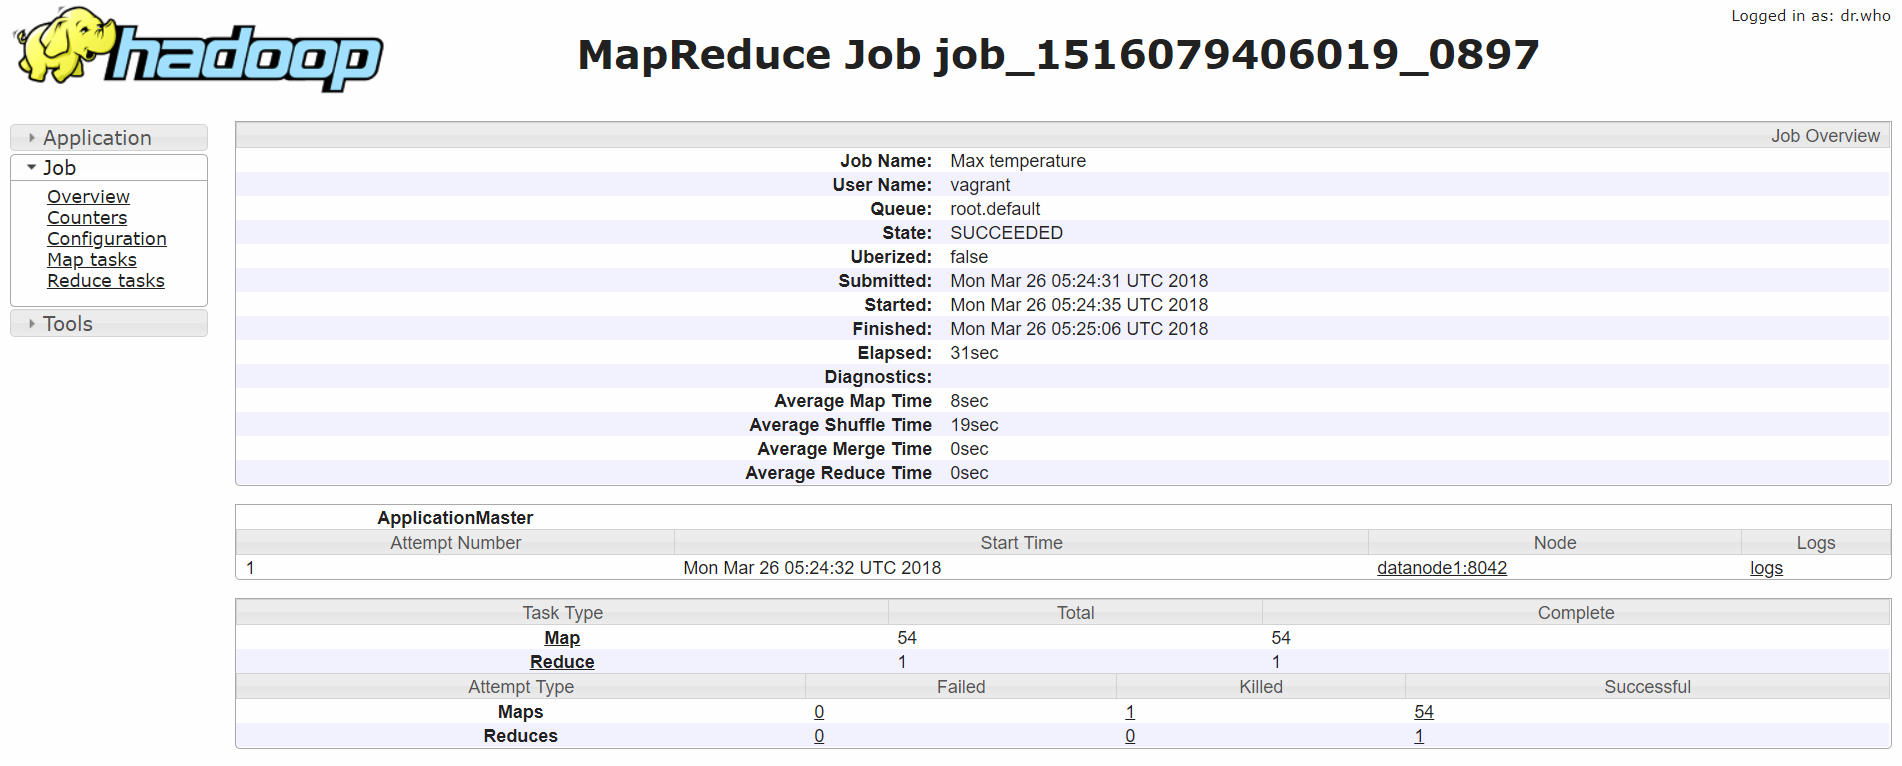 Logged in as: dr.who
hadoop
MapReduce Job job_1516079406019_0897
Application
Job
Overview
Counters
Configuration
Map tasks
Reduce tasks
Tools
Job Overview
Job Name: Max temperature
User Name: vagrant
Queue: root.default
State: SUCCEEDED
Uberized: false
Submitted: Mon Mar 26 05:24:31 UTC 2018
Started: Mon Mar 26 05:24:35 UTC 2018
Finished: Mon Mar 26 05:25:06 UTC 2018
Elapsed: 31sec
Diagnostics:
Average Map Time 8sec
Average Shuffle Time 19sec
Average Merge Time 0sec
Average Reduce Time 0sec
ApplicationMaster
Attempt Number Start Time Node Logs
1 Mon Mar 26 05:24:32 UTC 2018 datanode1:8042 logs
Task Type Total Complete
Map 54 54
Reduce 1 1
Attempt Type Failed Killed Successful
Maps 0 1 54
Reduces 0 0 1